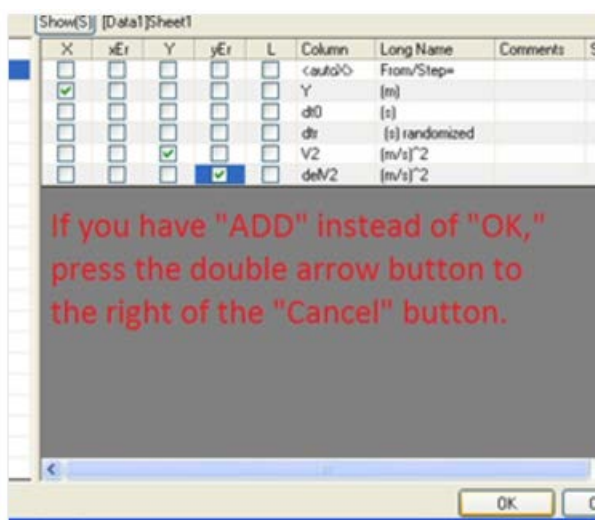 Show(S) [Data1]Sheet1
X xEr Y yEr L Column Long Name Comments S
<autoX> From/Step=
Y (m)
dt0 (s)
dtr (s) randomized
V2 (m/s)^2
delV2 (m/s)^2
If you have "ADD" instead of "OK,"
press the double arrow button to
the right of the "Cancel" button.
OK C